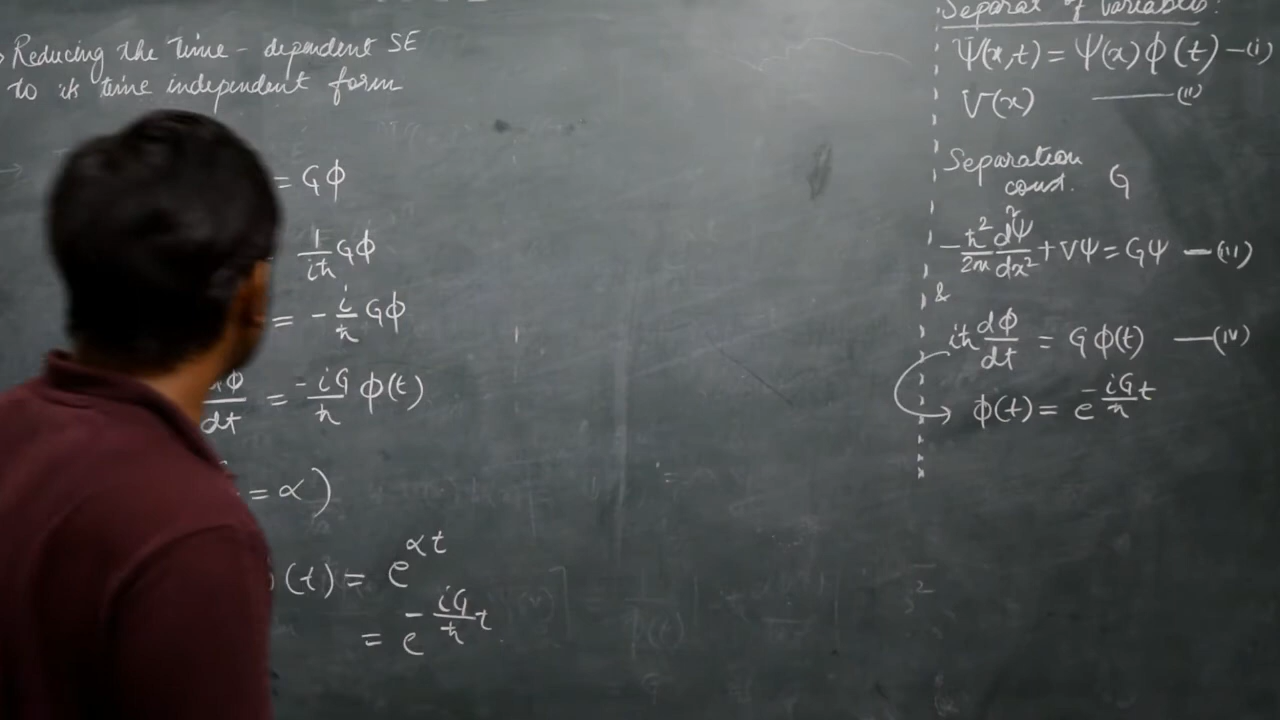 Reducing the Time-dependent SE
to its time independent form
= Gϕ
1/iħ Gϕ
= -i/ħ Gϕ
dϕ/dt = -iG/ħ ϕ(t)
= α)
(t) = e^αt
= e^-iG/ħ t
Separat of Variables:
Ψ(x,t) = ψ(x) ϕ(t) —(i)
V(x) —(ii)
Separation
const. G
-ħ²/2m d²ψ/dx² + Vψ = Gψ —(iii)
&
iħ dϕ/dt = G ϕ(t) —(iv)
→ ϕ(t) = e^-iG/ħ t